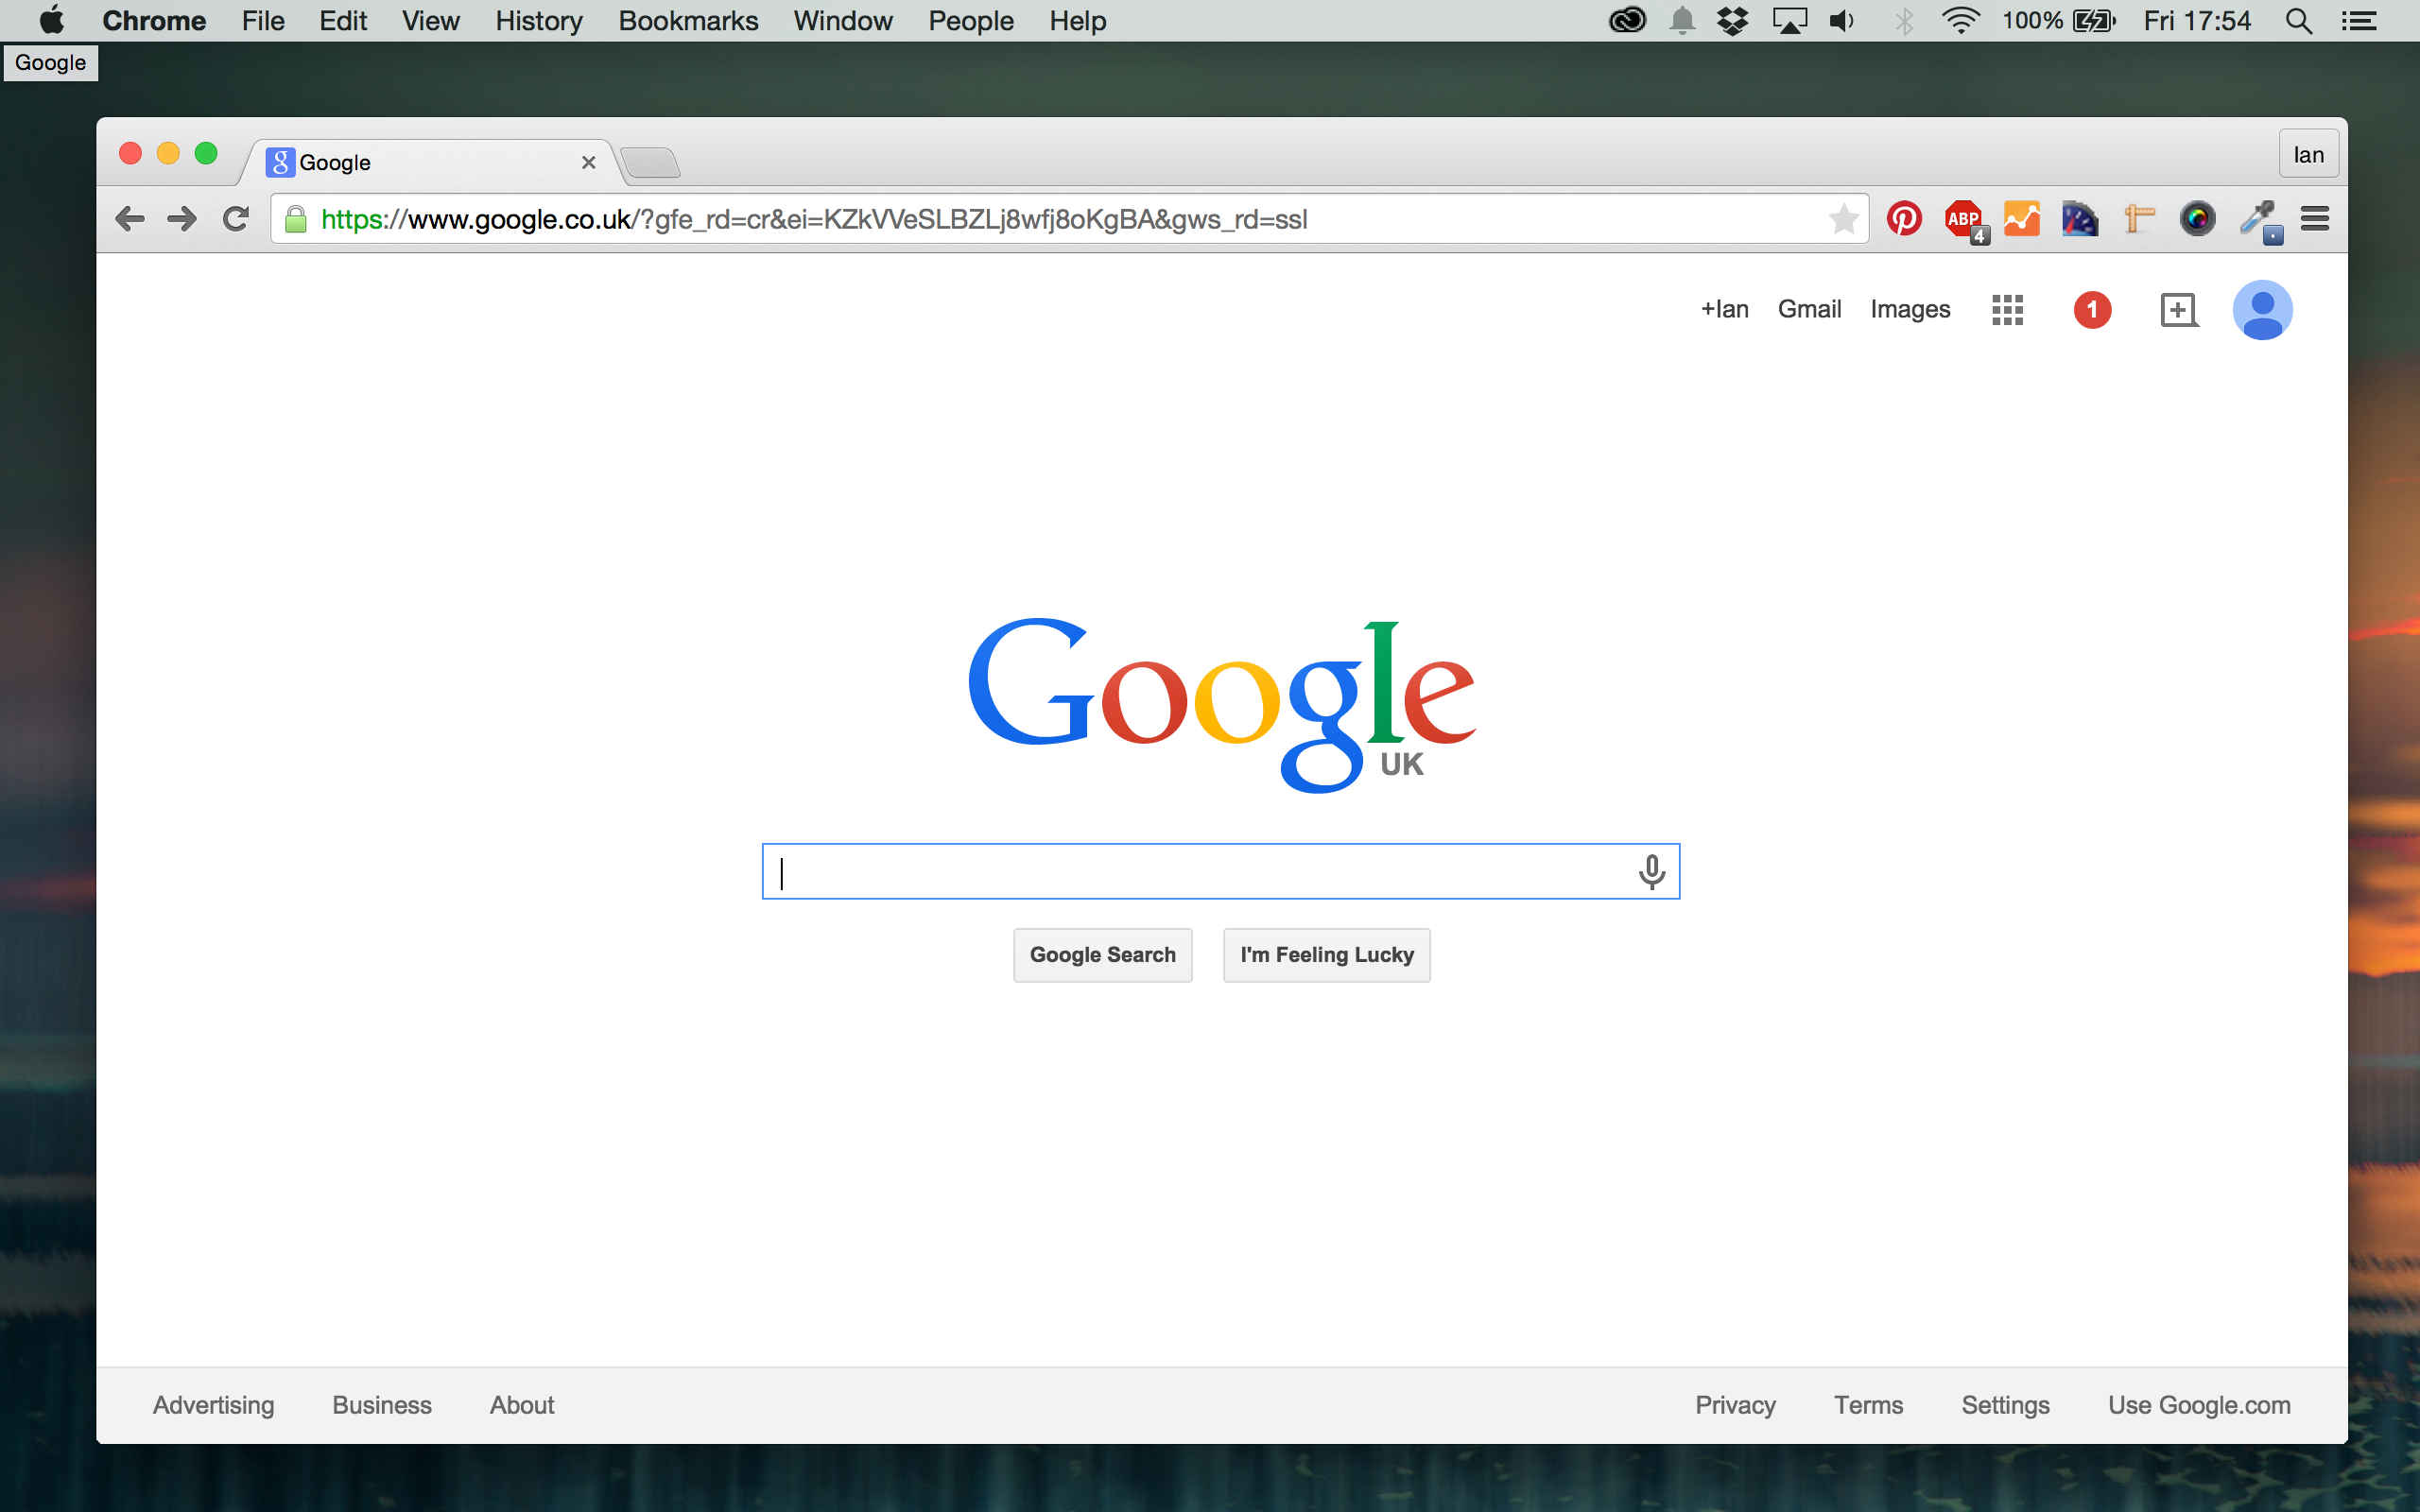 Chrome File Edit View History Bookmarks Window People Help 100% Fri 17:54
Google
g Google Ian
https://www.google.co.uk/?gfe_rd=cr&ei=KZkVVeSLBZLj8wfj8oKgBA&gws_rd=ssl ABP 4
+Ian Gmail Images 1
Google
UK
Google Search I'm Feeling Lucky
Advertising Business About Privacy Terms Settings Use Google.com